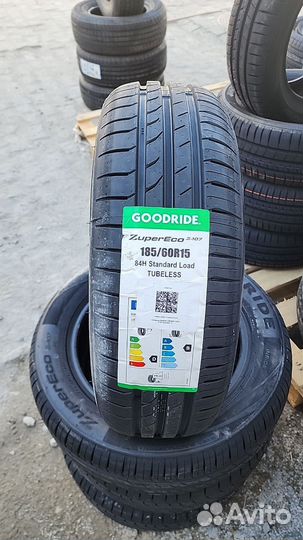 GOODRIDE
ZuperEco Z-107
185/60R15
84H Standard Load
TUBELESS
RIDE
ZuperEco
Avito